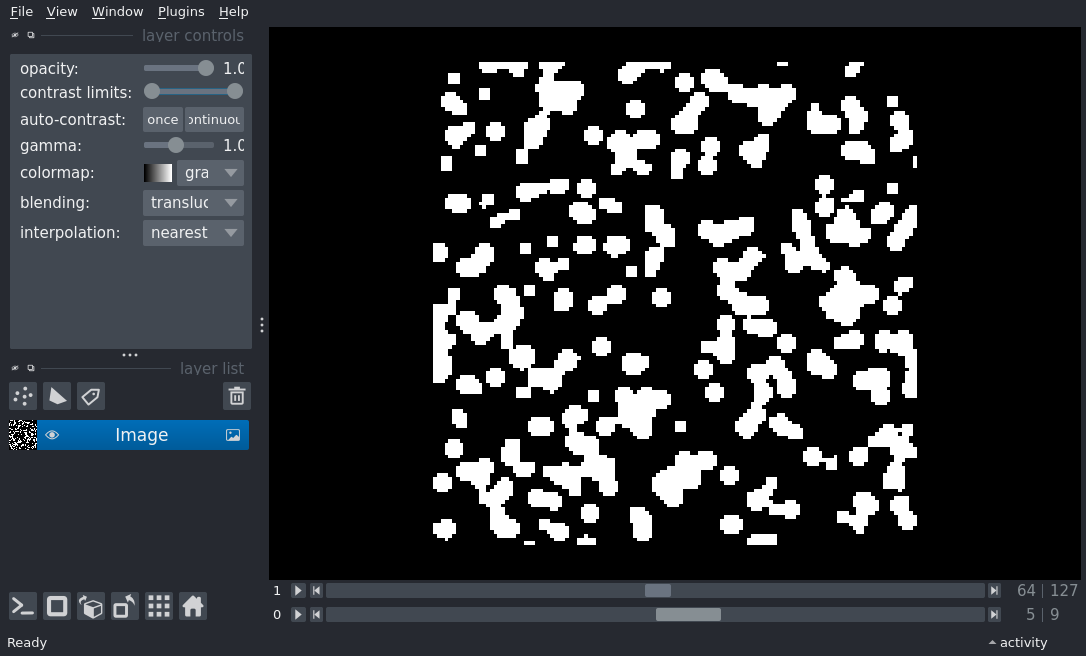 File View Window Plugins Help
layer controls
opacity: 1.0
contrast limits:
auto-contrast: once ontinuou
gamma: 1.0
colormap: gra
blending: transluc
interpolation: nearest
layer list
Image
1 64 | 127
0 5 | 9
Ready activity